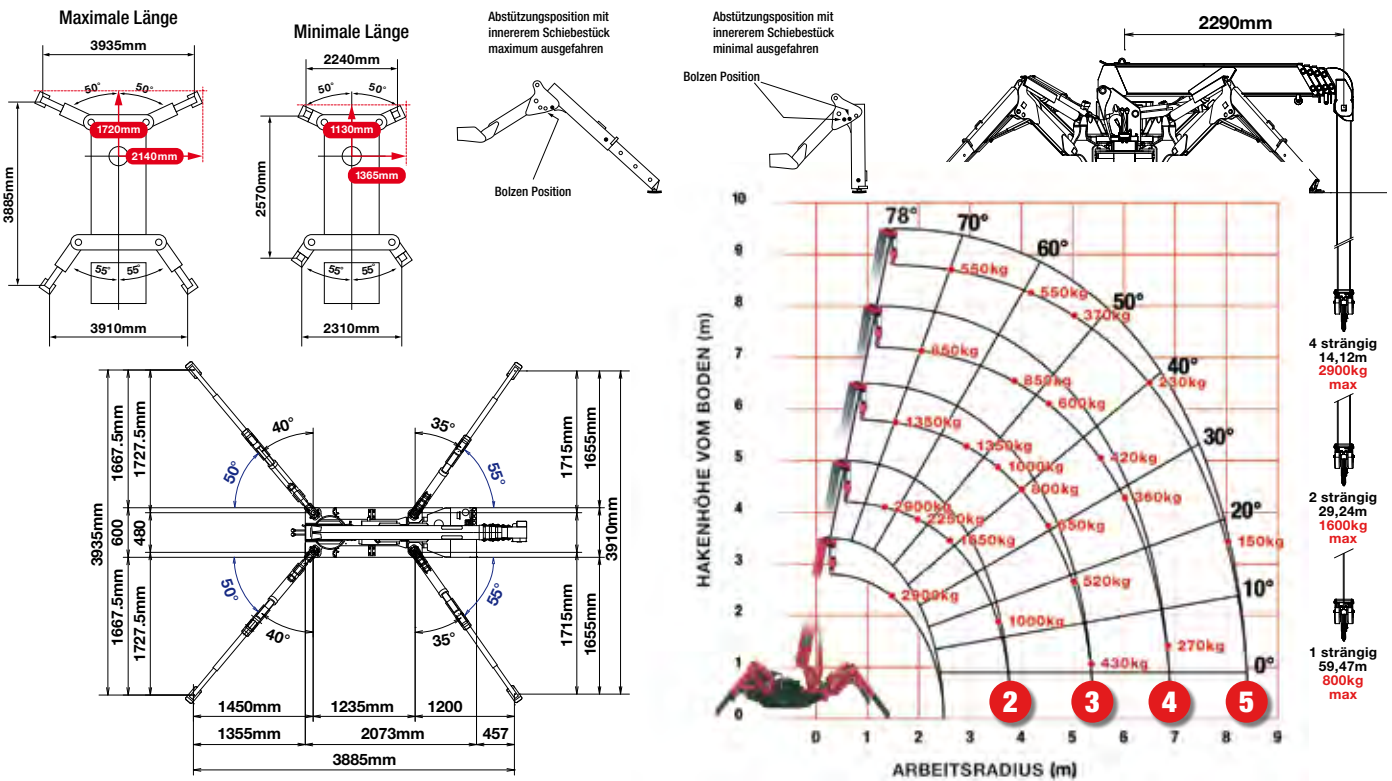 Maximale Länge
3935mm
50°
50°
1720mm
2140mm
3885mm
55°
55°
3910mm
Minimale Länge
2240mm
50°
50°
1130mm
1365mm
2570mm
55°
55°
2310mm
Abstützungsposition mit
innererem Schiebestück
maximum ausgefahren
Bolzen Position
Abstützungsposition mit
innererem Schiebestück
minimal ausgefahren
Bolzen Position
2290mm
3935mm
1667.5mm
1727.5mm
600
480
1667.5mm
1727.5mm
40°
50°
35°
55°
50°
40°
55°
35°
1715mm
1655mm
3910mm
1715mm
1655mm
1450mm
1235mm
1200
1355mm
2073mm
457
3885mm
HAKENHÖHE VOM BODEN (m)
10
9
8
7
6
5
4
3
2
1
0
78°
70°
60°
50°
40°
30°
20°
10°
0°
550kg
550kg
370kg
230kg
150kg
850kg
850kg
600kg
420kg
360kg
270kg
1350kg
1350kg
1000kg
800kg
650kg
520kg
430kg
2900kg
2250kg
1650kg
1000kg
2900kg
2
3
4
5
0
1
2
3
4
5
6
7
8
9
ARBEITSRADIUS (m)
4 strängig
14,12m
2900kg
max
2 strängig
29,24m
1600kg
max
1 strängig
59,47m
800kg
max